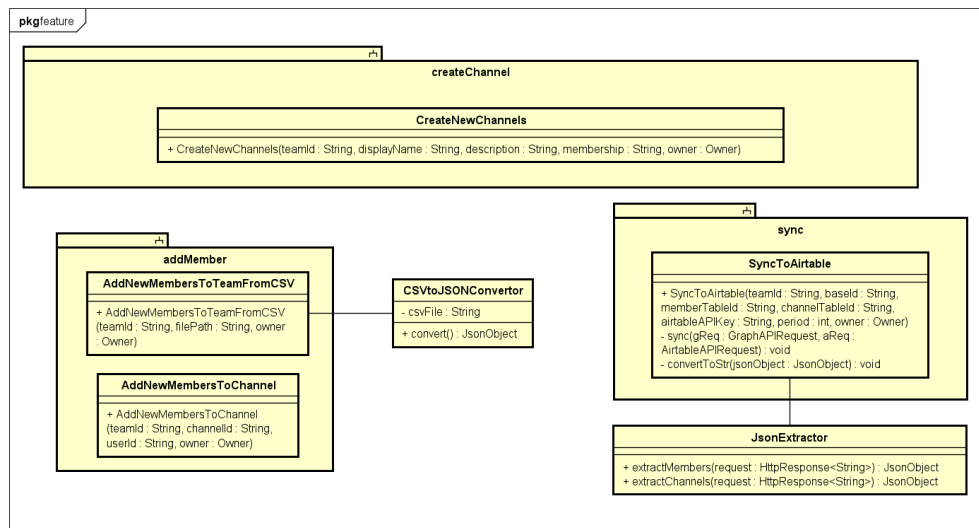 pkg feature
createChannel
CreateNewChannels
+ CreateNewChannels(teamId : String, displayName : String, description : String, membership : String, owner : Owner)
addMember
AddNewMembersToTeamFromCSV
+ AddNewMembersToTeamFromCSV
(teamId : String, filePath : String, owner
: Owner)
AddNewMembersToChannel
+ AddNewMembersToChannel
(teamId : String, channelId : String,
userId : String, owner : Owner)
CSVtoJSONConvertor
- csvFile : String
+ convert() : JsonObject
sync
SyncToAirtable
+ SyncToAirtable(teamId : String, baseId : String,
memberTableId : String, channelTableId : String,
airtableAPIKey : String, period : int, owner : Owner)
- sync(gReq : GraphAPIRequest, aReq :
AirtableAPIRequest) : void
- convertToStr(jsonObject : JsonObject) : void
JsonExtractor
+ extractMembers(request : HttpResponse<String>) : JsonObject
+ extractChannels(request : HttpResponse<String>) : JsonObject